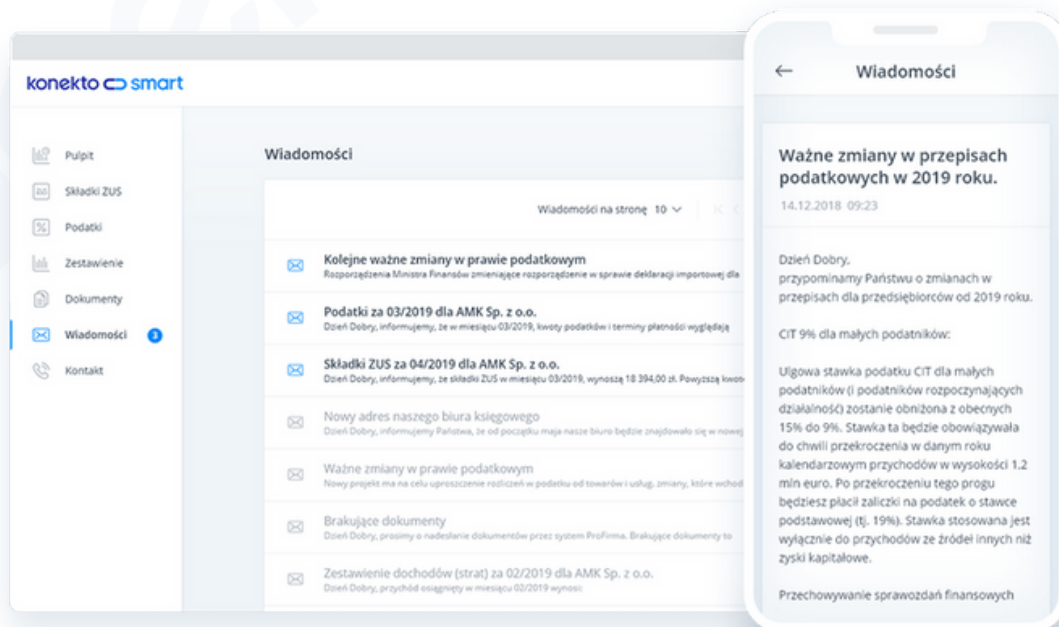 konekto smart
Pulpit
Składki ZUS
Podatki
Zestawienie
Dokumenty
Wiadomości 3
Kontakt
Wiadomości
Wiadomości na stronę 10
Kolejne ważne zmiany w prawie podatkowym
Rozporządzenia Ministra Finansów zmieniające rozporządzenie w sprawie deklaracji importowej dla
Podatki za 03/2019 dla AMK Sp. z o.o.
Dzień Dobry, informujemy, że w miesiącu 03/2019, kwoty podatków i terminy płatności wyglądają
Składki ZUS za 04/2019 dla AMK Sp. z o.o.
Dzień Dobry, informujemy, że składki ZUS w miesiącu 03/2019, wynoszą 18 394,00 zł. Powyższą
Nowy adres naszego biura księgowego
Dzień Dobry, informujemy Państwa, że od początku maja nasze biuro będzie znajdowało się w nowej
Ważne zmiany w prawie podatkowym
Nowy projekt ma na celu uproszczenie rozliczeń w podatku od towarów i usług. zmiany, które wchod
Brakujące dokumenty
Dzień Dobry, prosimy o nadesłanie dokumentów przez system ProFirma. Brakujące dokumenty to
Zestawienie dochodów (strat) za 02/2019 dla AMK Sp. z o.o.
Dzień Dobry, przychód osiągnięty w miesiącu 02/2019 wynosi:
Wiadomości
Ważne zmiany w przepisach
podatkowych w 2019 roku.
14.12.2018 09:23
Dzień Dobry,
przypominamy Państwu o zmianach w
przepisach dla przedsiębiorców od 2019 roku.
CIT 9% dla małych podatników:
Ulgowa stawka podatku CIT dla małych
podatników (i podatników rozpoczynających
działalność) zostanie obniżona z obecnych
15% do 9%. Stawka ta będzie obowiązywała
do chwili przekroczenia w danym roku
kalendarzowym przychodów w wysokości 1.2
mln euro. Po przekroczeniu tego progu
będziesz płacił zaliczki na podatek o stawce
podstawowej (tj. 19%). Stawka stosowana jest
wyłącznie do przychodów ze źródeł innych niż
zyski kapitałowe.
Przechowywanie sprawozdań finansowych